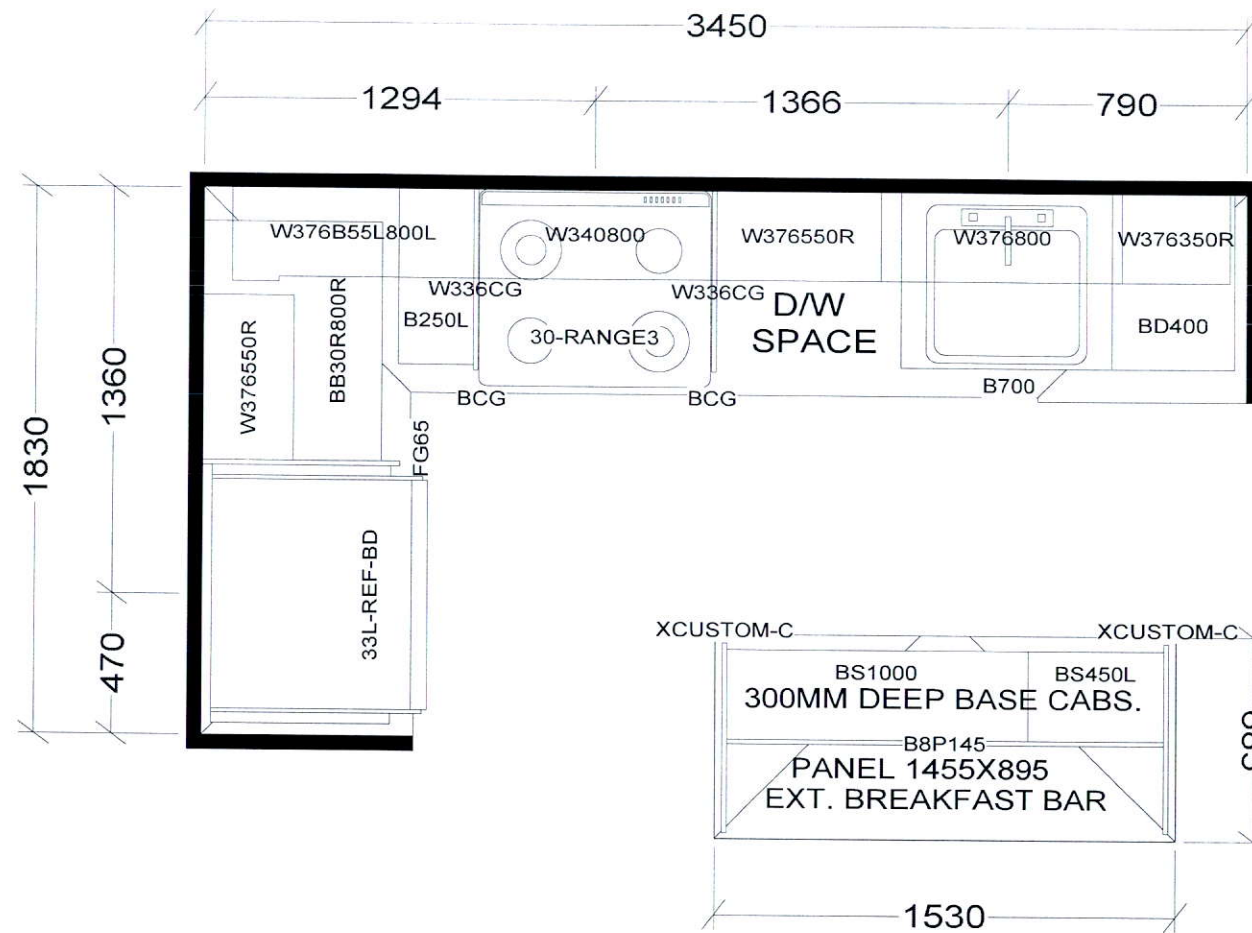 3450
1294
1366
790
W376B55L800L
W340800
W376550R
W376800
W376350R
W336CG
W336CG
D/W
SPACE
B250L
30-RANGE3
BD400
W376550R
BB30R800R
BCG
BCG
B700
FG65
1830
1360
470
33L-REF-BD
XCUSTOM-C
XCUSTOM-C
BS1000
BS450L
300MM DEEP BASE CABS.
B8P145
PANEL 1455X895
EXT. BREAKFAST BAR
1530